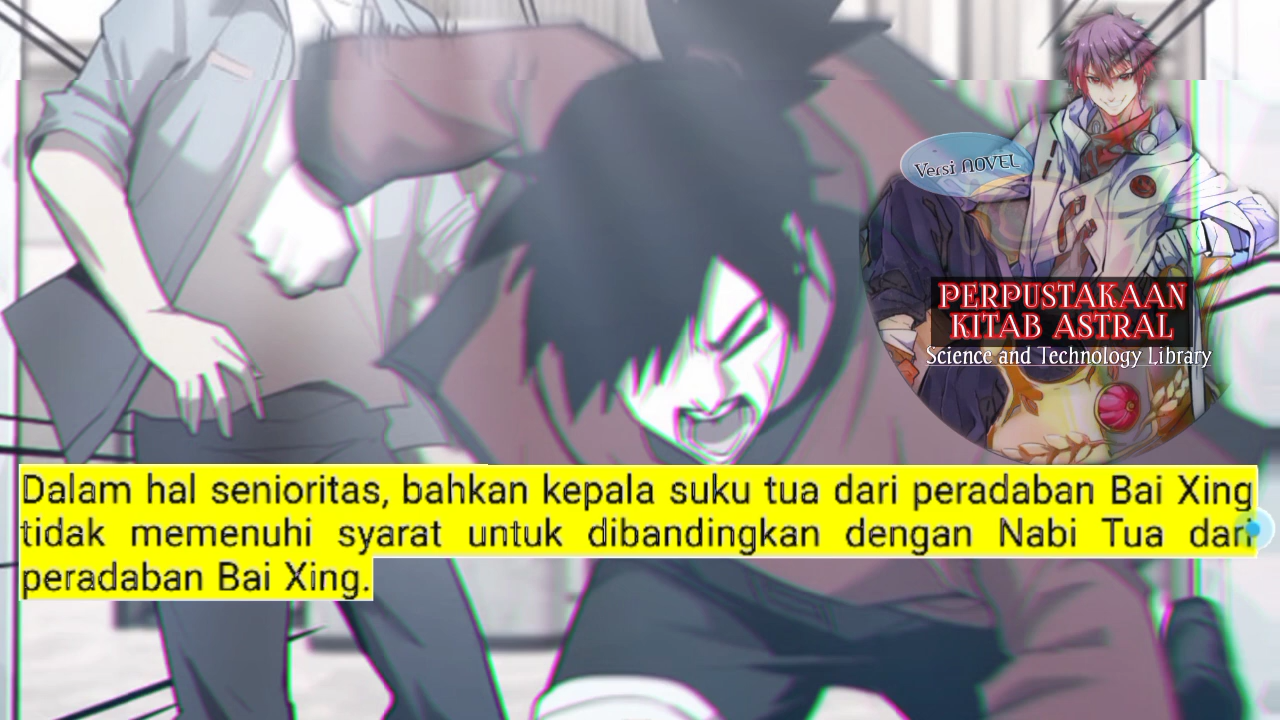 Versi NOVEL
PERPUSTAKAAN
KITAB ASTRAL
Science and Technology Library
Dalam hal senioritas, bahkan kepala suku tua dari peradaban Bai Xing
tidak memenuhi syarat untuk dibandingkan dengan Nabi Tua dari
peradaban Bai Xing.